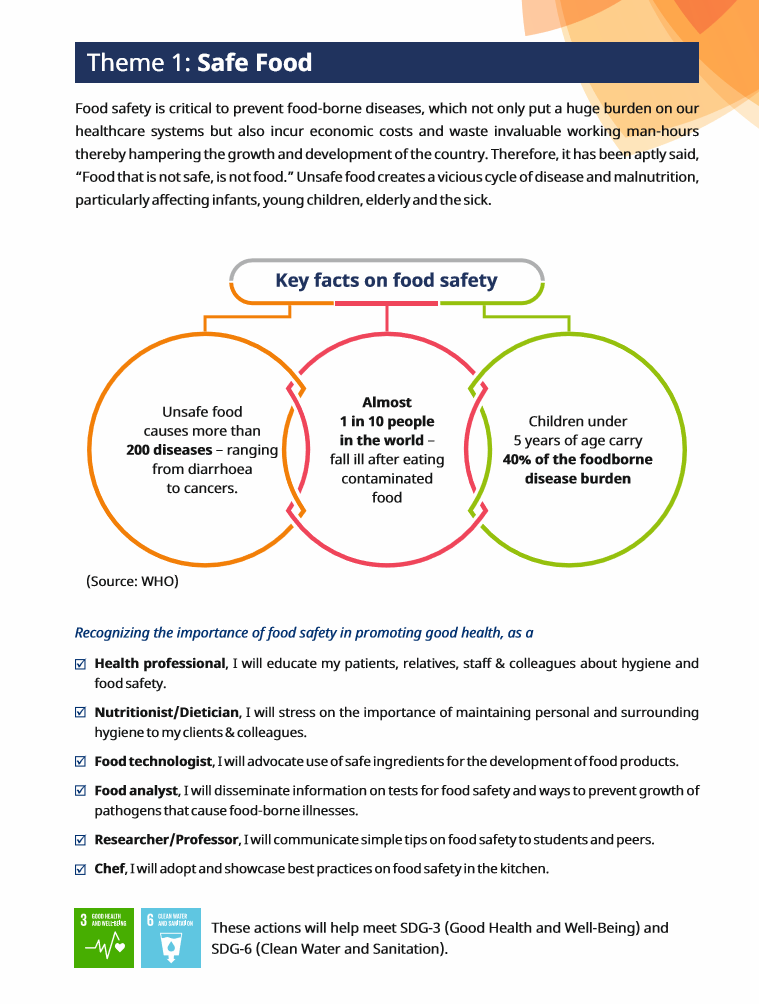 Theme 1: Safe Food
Food safety is critical to prevent food-borne diseases, which not only put a huge burden on our
healthcare systems but also incur economic costs and waste invaluable working man-hours
thereby hampering the growth and development of the country. Therefore, it has been aptly said,
“Food that is not safe, is not food.” Unsafe food creates a vicious cycle of disease and malnutrition,
particularly affecting infants, young children, elderly and the sick.
Key facts on food safety
Unsafe food
causes more than
200 diseases – ranging
from diarrhoea
to cancers.
Almost
1 in 10 people
in the world –
fall ill after eating
contaminated
food
Children under
5 years of age carry
40% of the foodborne
disease burden
(Source: WHO)
Recognizing the importance of food safety in promoting good health, as a
Health professional, I will educate my patients, relatives, staff & colleagues about hygiene and
food safety.
Nutritionist/Dietician, I will stress on the importance of maintaining personal and surrounding
hygiene to my clients & colleagues.
Food technologist, I will advocate use of safe ingredients for the development of food products.
Food analyst, I will disseminate information on tests for food safety and ways to prevent growth of
pathogens that cause food-borne illnesses.
Researcher/Professor, I will communicate simple tips on food safety to students and peers.
Chef, I will adopt and showcase best practices on food safety in the kitchen.
3 GOOD HEALTH
AND WELL-BEING
6 CLEAN WATER
AND SANITATION
These actions will help meet SDG-3 (Good Health and Well-Being) and
SDG-6 (Clean Water and Sanitation).